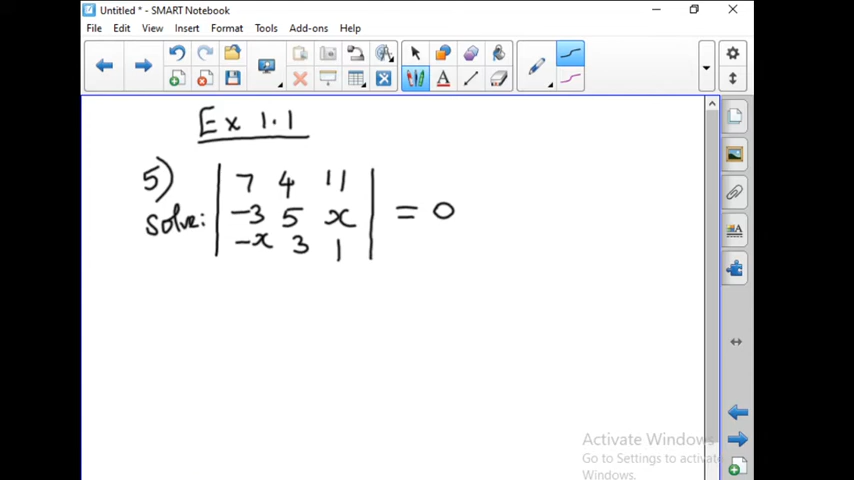 Untitled * - SMART Notebook
File Edit View Insert Format Tools Add-ons Help
Ex 1.1
5)
Solve:
| 7 4 11 |
| -3 5 x | = 0
| -x 3 1 |
Activate Windows
Go to Settings to activate
Windows.